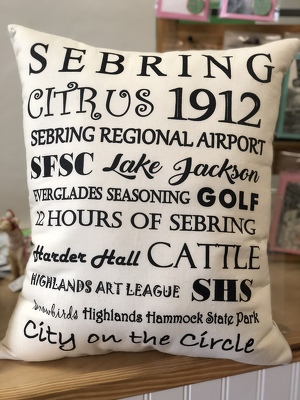 SEBRING
CITRUS 1912
SEBRING REGIONAL AIRPORT
SFSC Lake Jackson
EVERGLADES SEASONING GOLF
22 HOURS OF SEBRING
Harder Hall CATTLE
HIGHLANDS ART LEAGUE SHS
Snowbirds Highlands Hammock State Park
City on the Circle